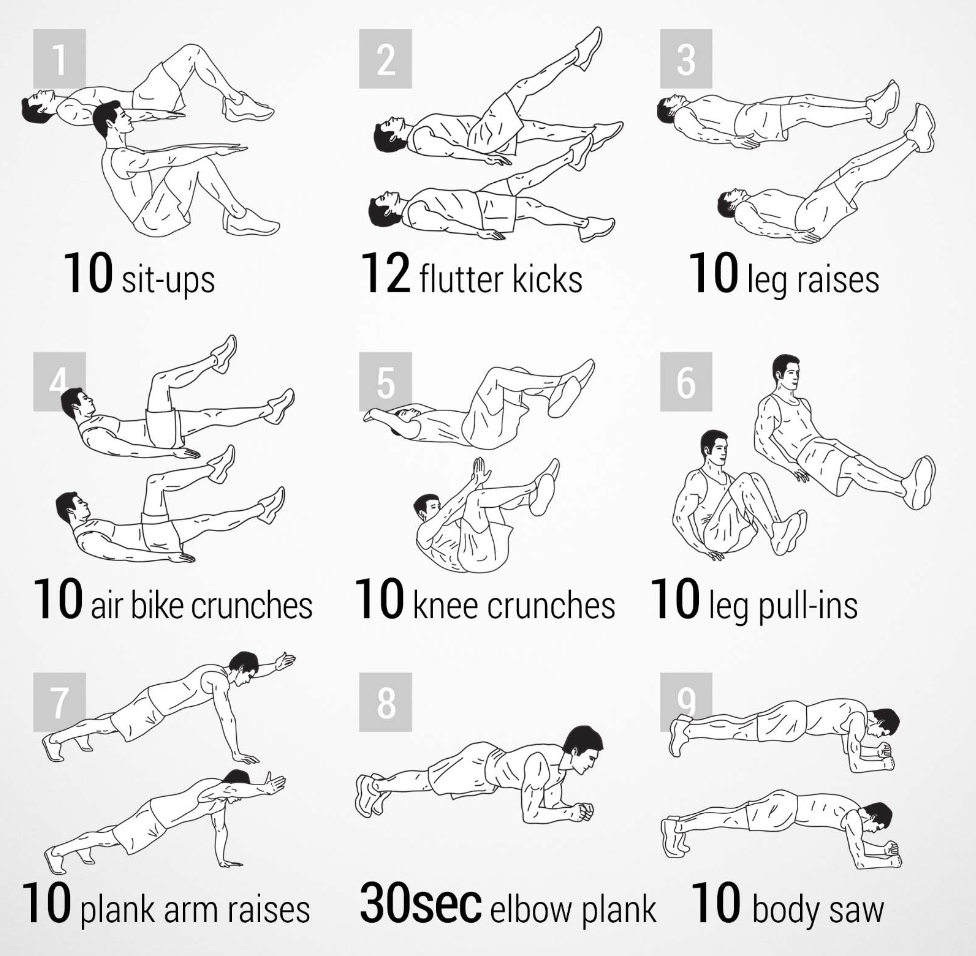 1
2
3
10 sit-ups
12 flutter kicks
10 leg raises
4
5
6
10 air bike crunches
10 knee crunches
10 leg pull-ins
7
8
9
10 plank arm raises
30sec elbow plank
10 body saw